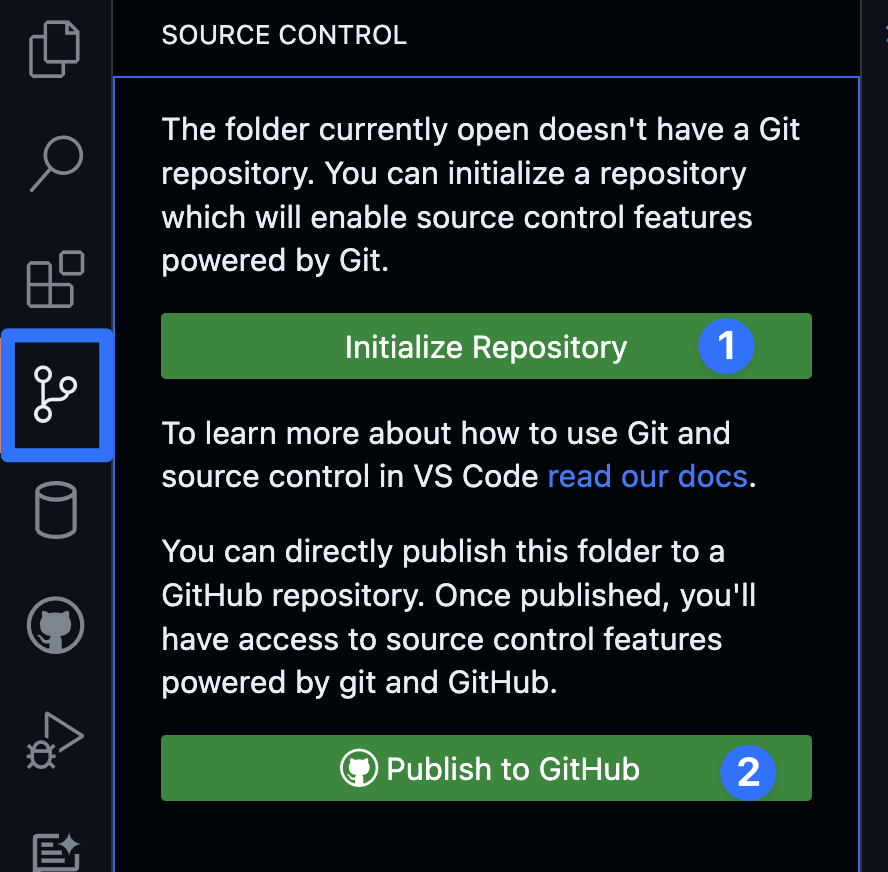 SOURCE CONTROL
The folder currently open doesn't have a Git
repository. You can initialize a repository
which will enable source control features
powered by Git.
Initialize Repository 1
To learn more about how to use Git and
source control in VS Code read our docs.
You can directly publish this folder to a
GitHub repository. Once published, you'll
have access to source control features
powered by git and GitHub.
Publish to GitHub 2